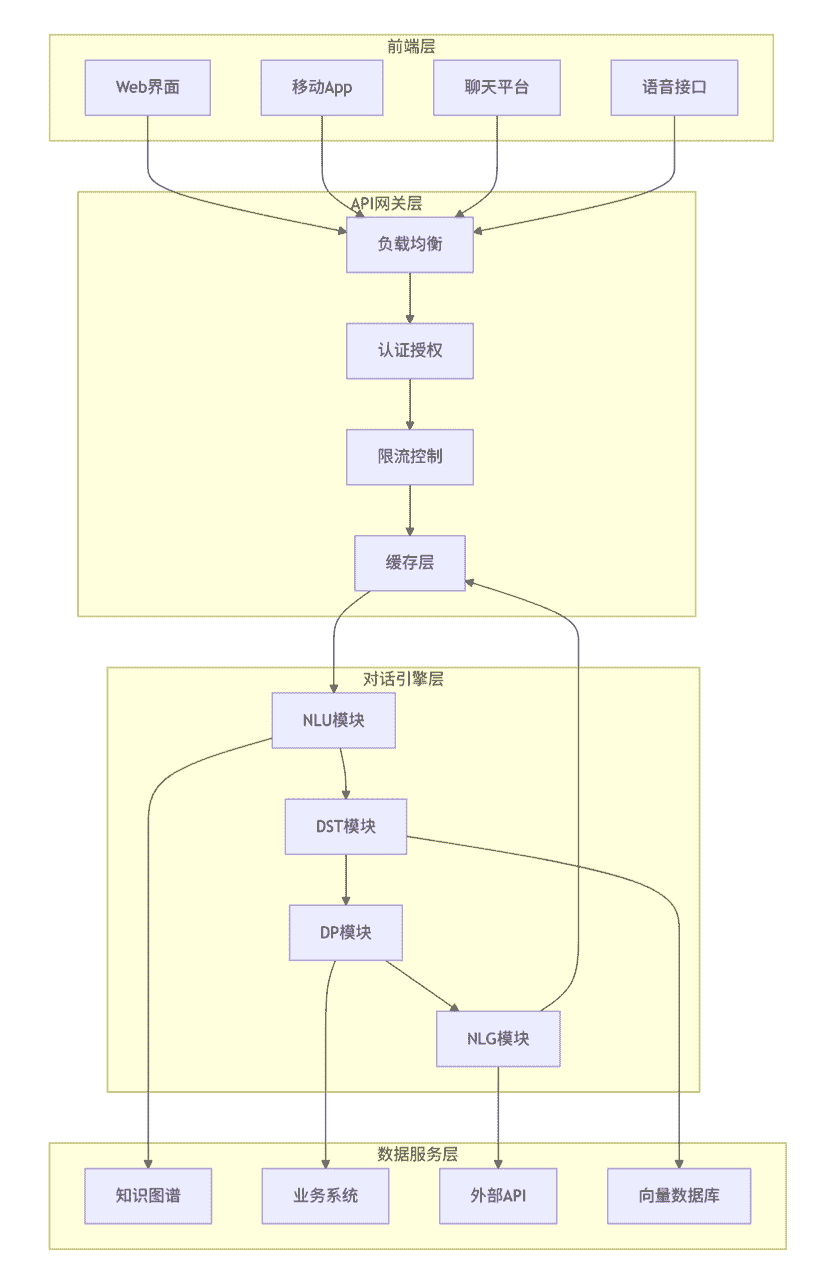 前端层
Web界面
移动App
聊天平台
语音接口
API网关层
负载均衡
认证授权
限流控制
缓存层
对话引擎层
NLU模块
DST模块
DP模块
NLG模块
数据服务层
知识图谱
业务系统
外部API
向量数据库